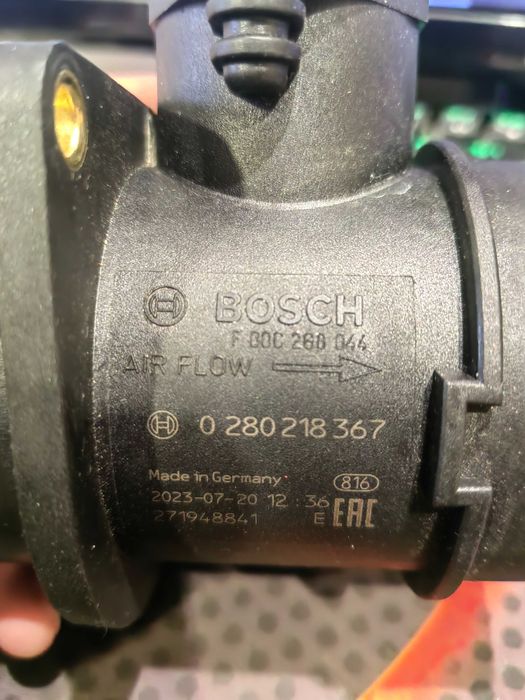 BOSCH
F 00C 2G8 044
AIR FLOW
0 280 218 367
Made in Germany
816
2023-07-20 12 : 36
271948841
E EAC